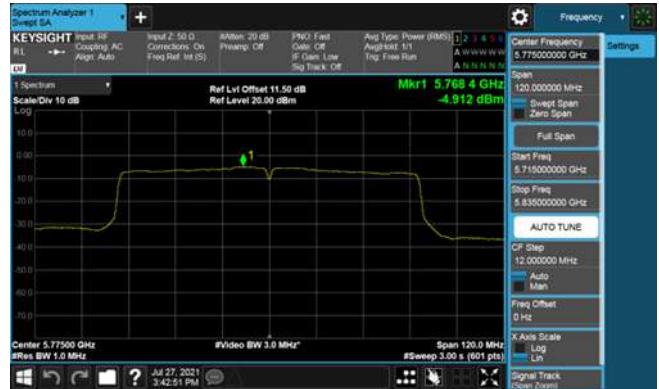 Spectrum Analyzer 1
Swept SA
+
Frequency
KEYSIGHT Input: RF Input Z: 50 Ω #Atten: 20 dB PNO: Fast Avg Type: Power (RMS) 1 2 3 4 5 6
RL Coupling: AC Corrections: On Preamp: Off Gate: Off Avg|Hold: 1/1 A W W W W W
Align: Auto Freq Ref: Int (S) IF Gain: Low Trig: Free Run
Sig Track: Off A N N N N N
1 Spectrum
Scale/Div 10 dB
Ref Lvl Offset 11.50 dB
Ref Level 20.00 dBm
Mkr1 5.768 4 GHz
-4.912 dBm
Log
10.0
0.00
-10.0
-20.0
-30.0
-40.0
-50.0
-60.0
-70.0
1
Center 5.77500 GHz
#Res BW 1.0 MHz
#Video BW 3.0 MHz*
Span 120.0 MHz
#Sweep 3.00 s (601 pts)
Jul 27, 2021
3:42:51 PM
?
Center Frequency
5.775000000 GHz
Settings
Span
120.000000 MHz
Swept Span
Zero Span
Full Span
Start Freq
5.715000000 GHz
Stop Freq
5.835000000 GHz
AUTO TUNE
CF Step
12.000000 MHz
Auto
Man
Freq Offset
0 Hz
X Axis Scale
Log
Lin
Signal Track
(Span Zoom)